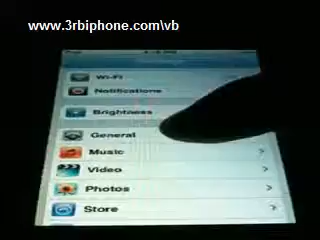 www.3rbiphone.com\vb
Wi-Fi
Notifications
Brightness
General
Music
Video
Photos
Store